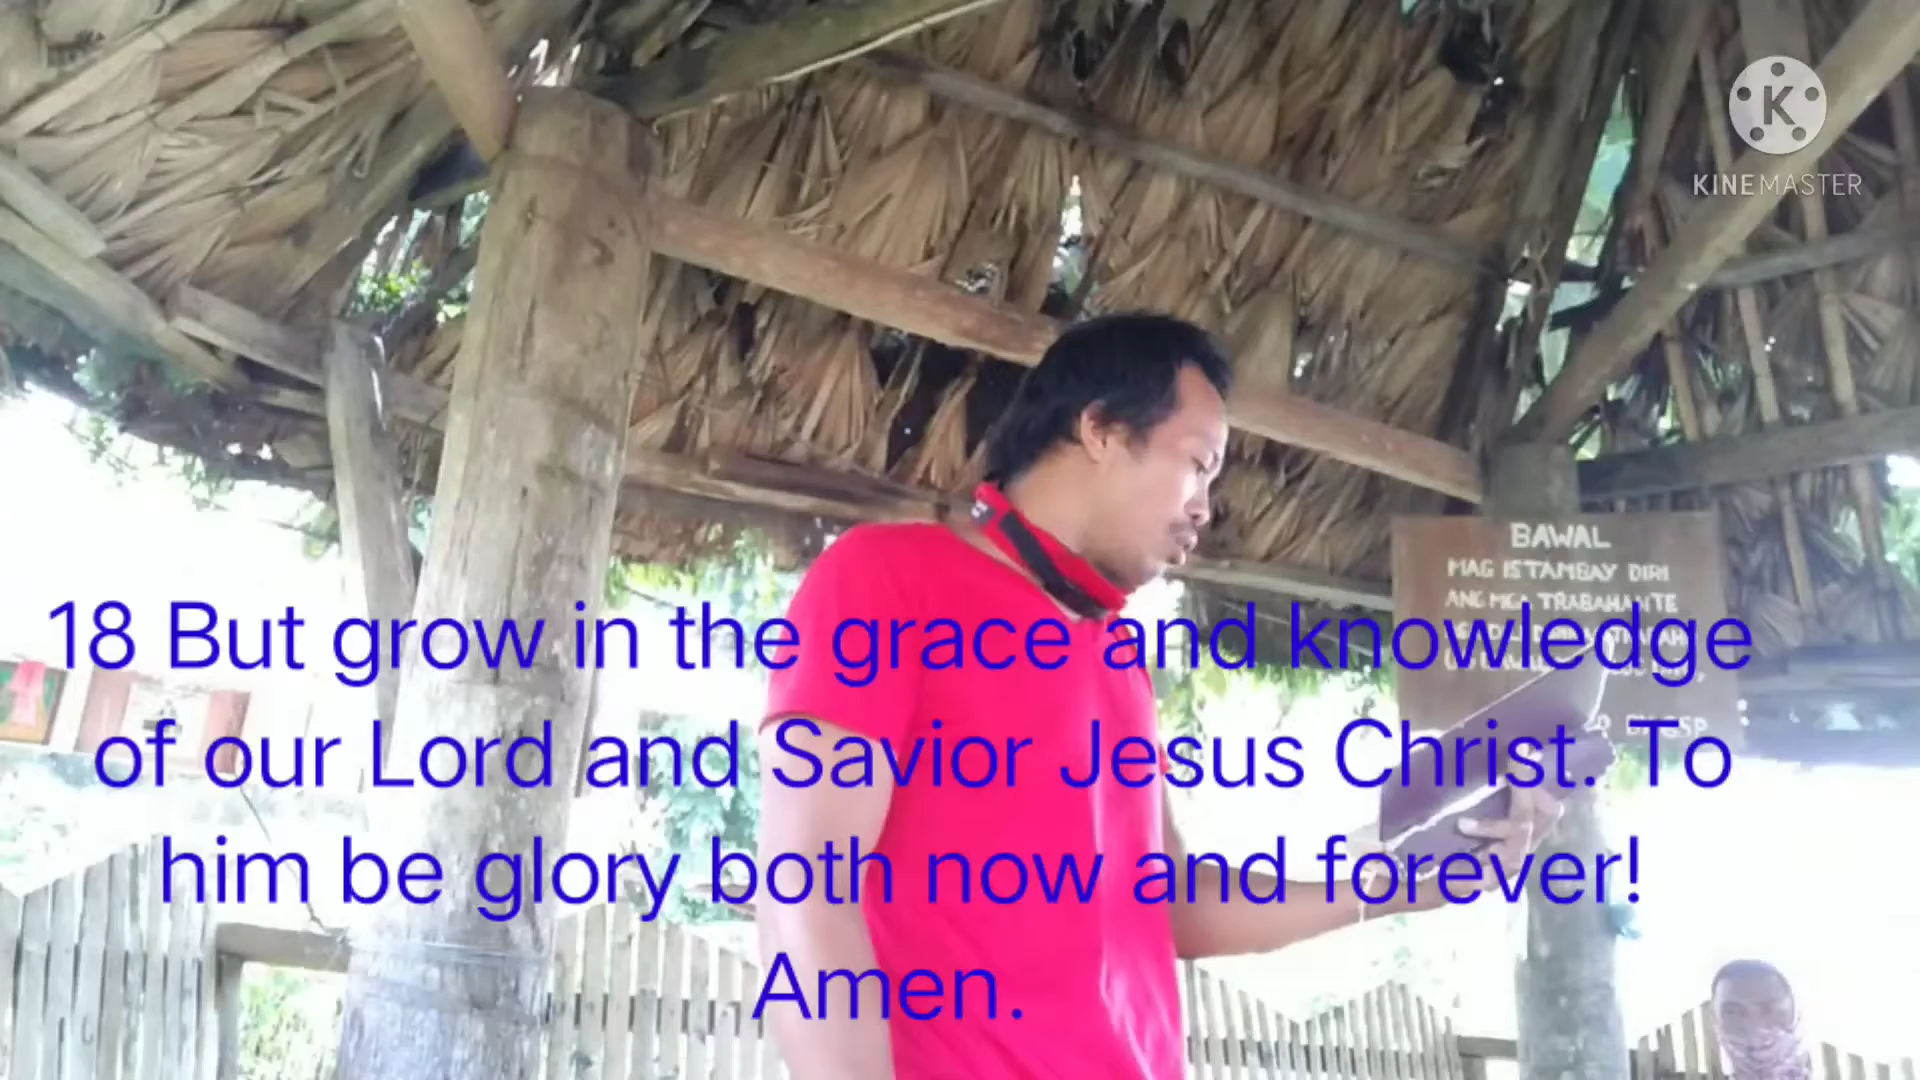 KINEMASTER
BAWAL
MAG ISTAMBAY DIRI
ANG MGA TRABAHANTE
18 But grow in the grace and knowledge
of our Lord and Savior Jesus Christ. To
him be glory both now and forever!
Amen.